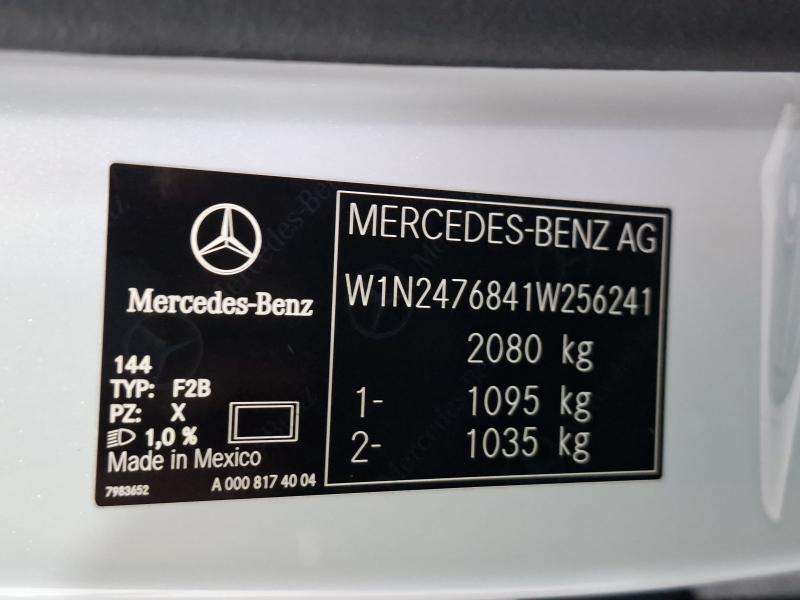 Mercedes-Benz
144
TYP: F2B
PZ: X
1,0 %
Made in Mexico
7983652 A 000 817 40 04
MERCEDES-BENZ AG
W1N2476841W256241
2080 kg
1- 1095 kg
2- 1035 kg